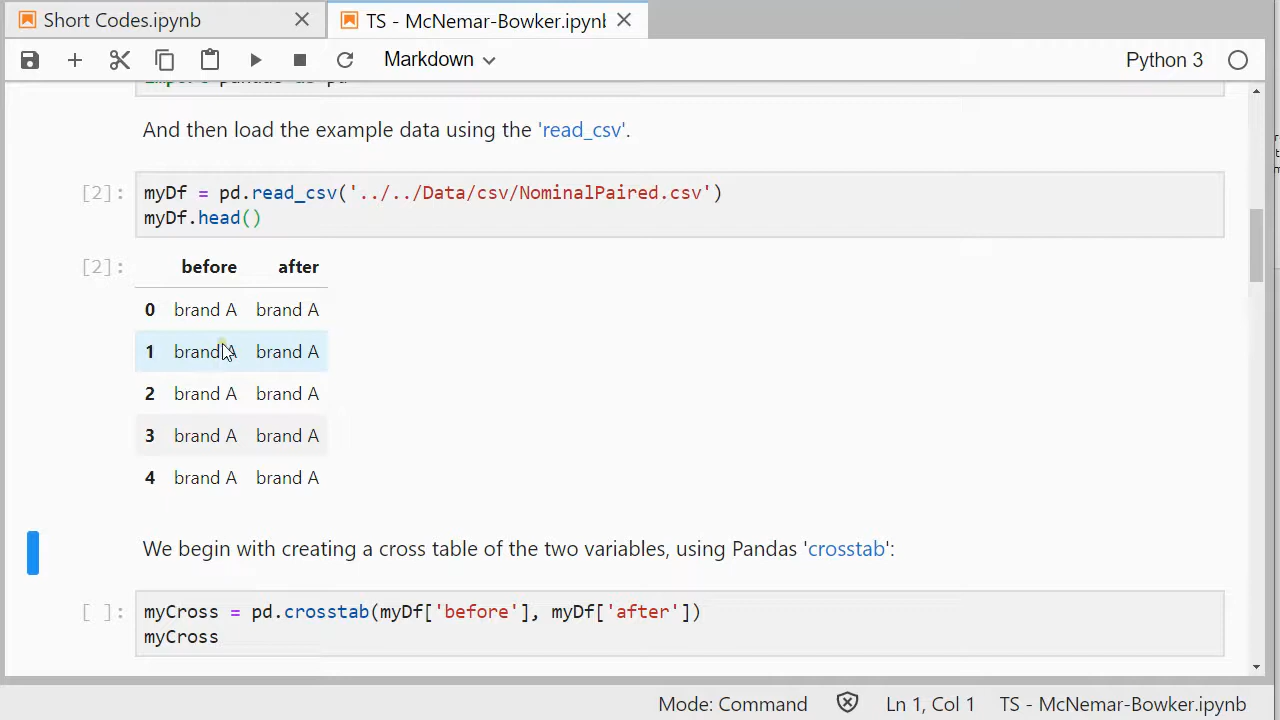 Short Codes.ipynb
TS - McNemar-Bowker.ipynb
Markdown
Python 3
import pandas as pd
And then load the example data using the 'read_csv'.
[2]: myDf = pd.read_csv('../../Data/csv/NominalPaired.csv')
myDf.head()
[2]: before after
0 brand A brand A
1 brand A brand A
2 brand A brand A
3 brand A brand A
4 brand A brand A
We begin with creating a cross table of the two variables, using Pandas 'crosstab':
[ ]: myCross = pd.crosstab(myDf['before'], myDf['after'])
myCross
Mode: Command Ln 1, Col 1 TS - McNemar-Bowker.ipynb